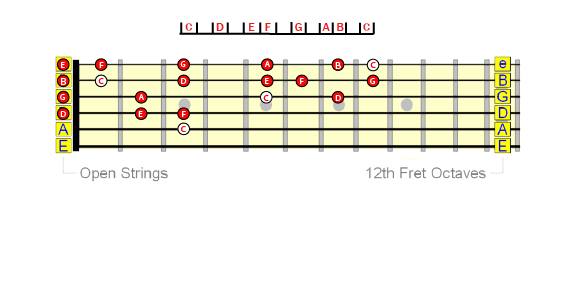 C D E F G A B C
E F G A B C e
B C D E F G B
G A C D G
D E F D
A C A
E E
Open Strings 12th Fret Octaves